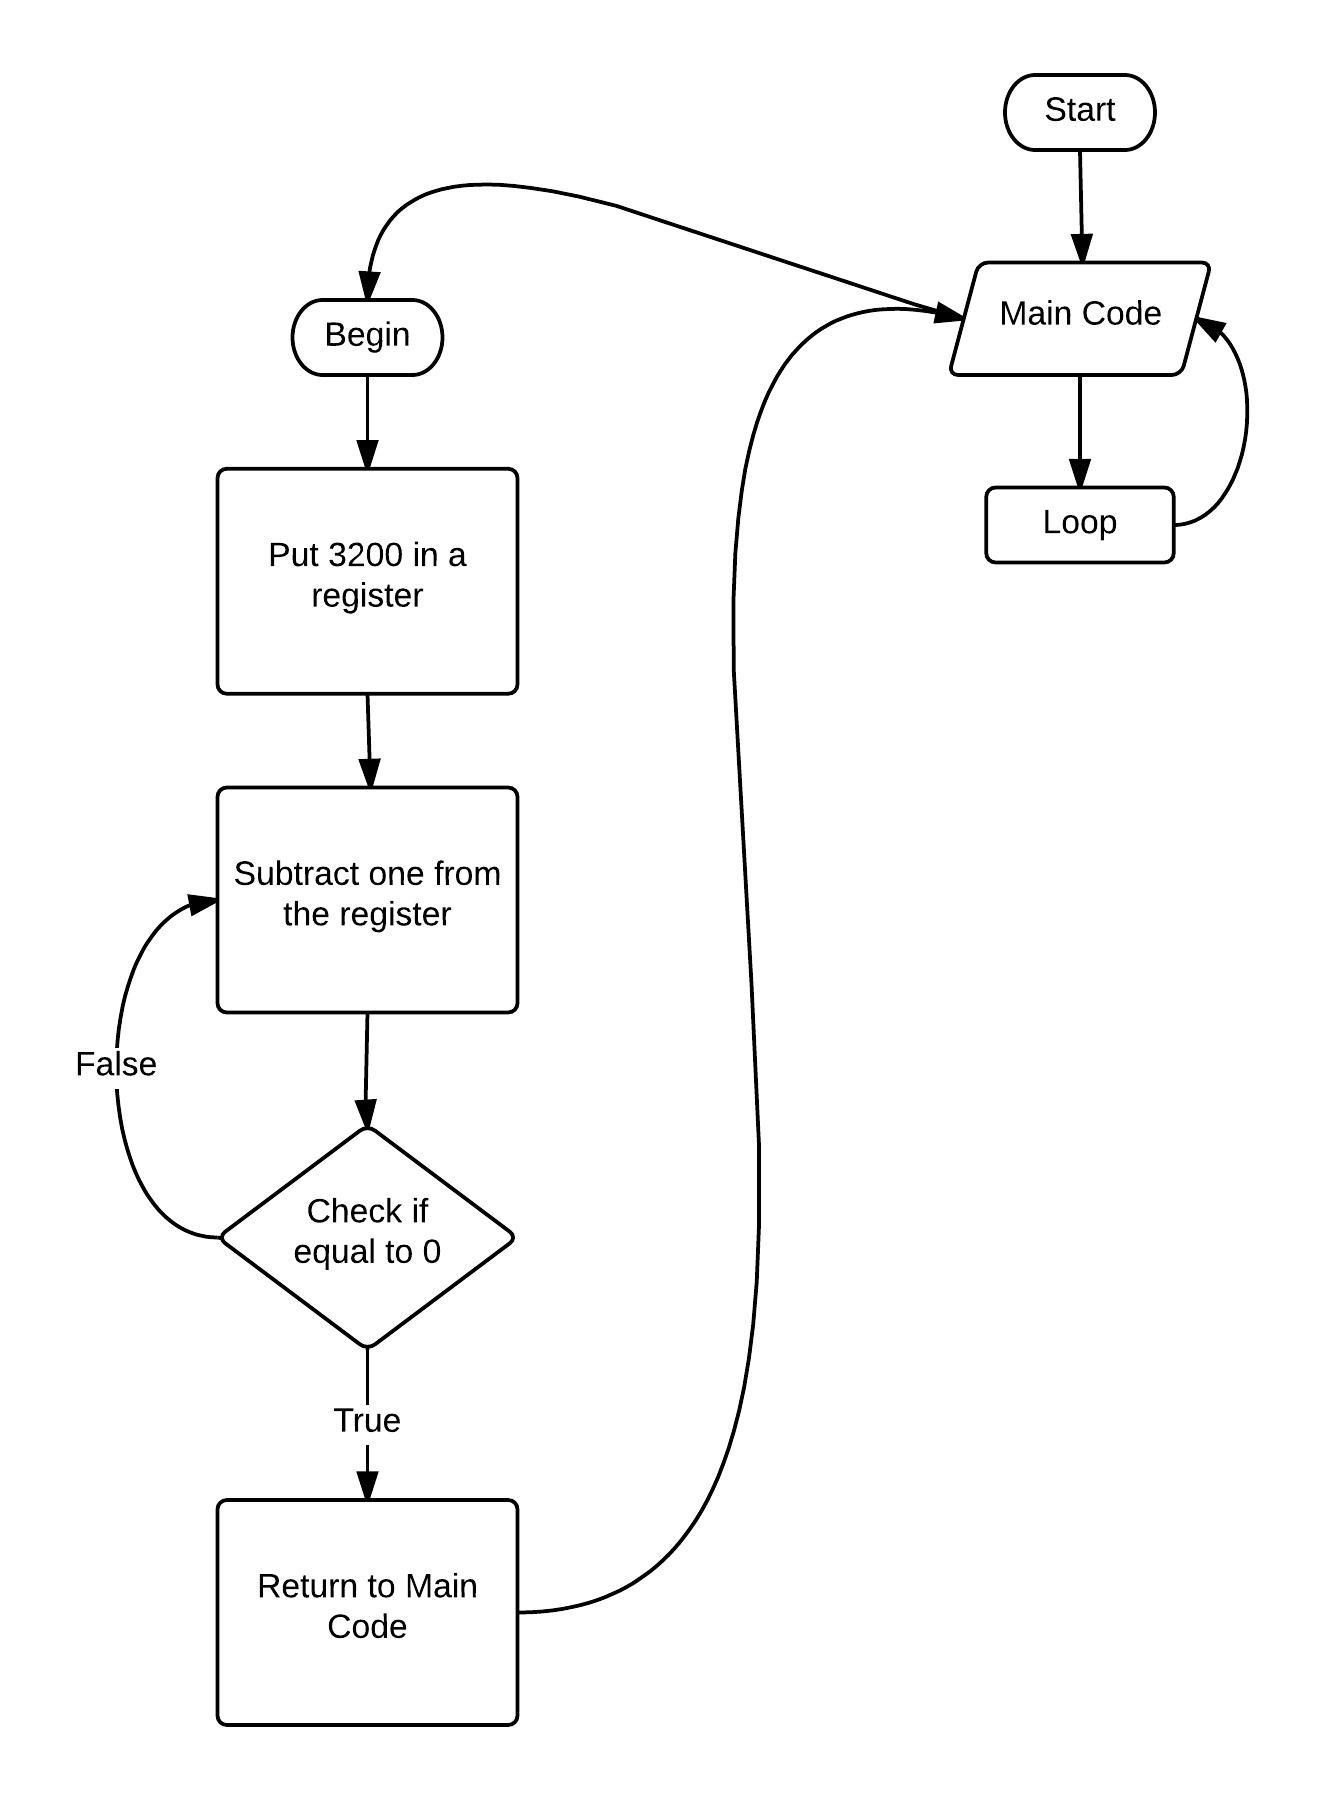 Start
Main Code
Loop
Begin
Put 3200 in a
register
Subtract one from
the register
False
Check if
equal to 0
True
Return to Main
Code